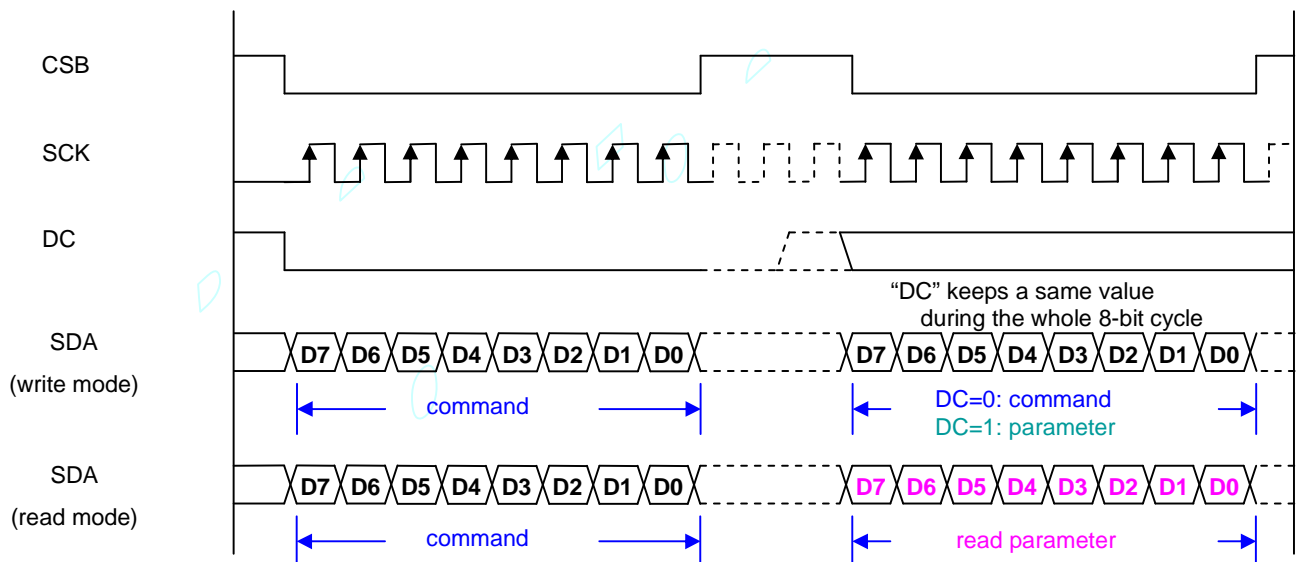 CSB
SCK
DC
“DC” keeps a same value
during the whole 8-bit cycle
SDA
(write mode)
D7 D6 D5 D4 D3 D2 D1 D0 D7 D6 D5 D4 D3 D2 D1 D0
command
DC=0: command
DC=1: parameter
SDA
(read mode)
D7 D6 D5 D4 D3 D2 D1 D0 D7 D6 D5 D4 D3 D2 D1 D0
command
read parameter